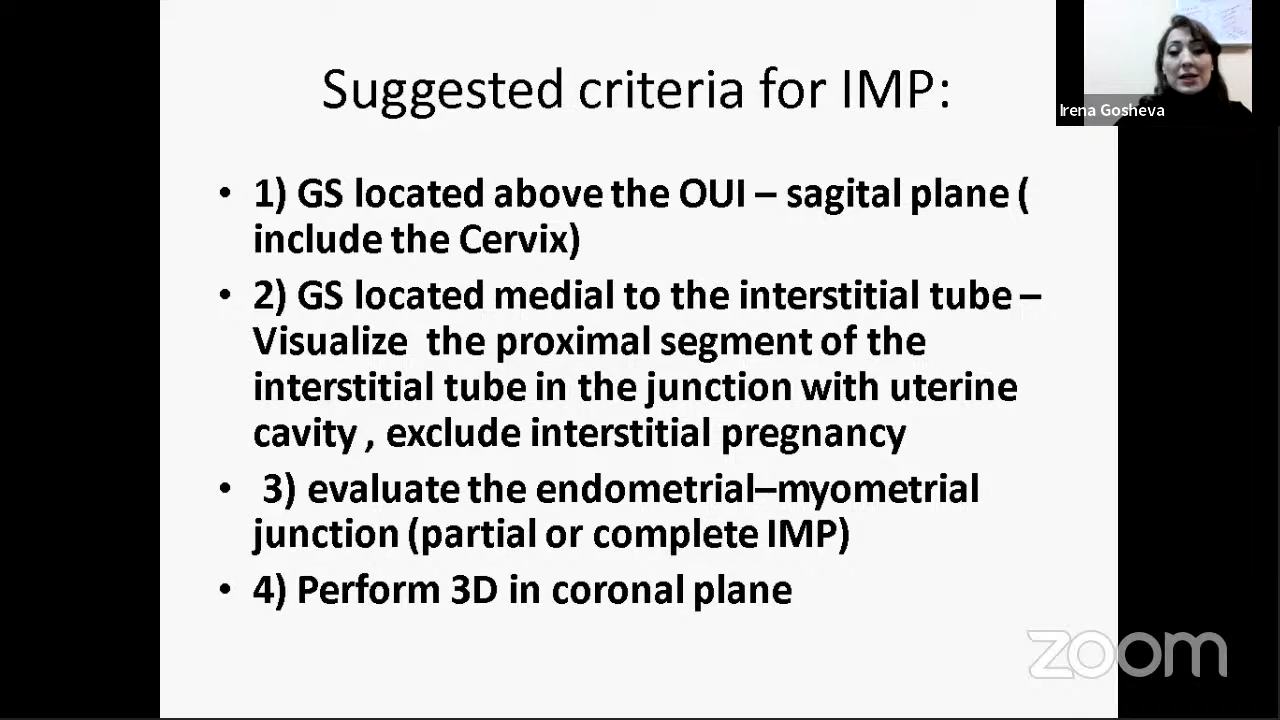 Suggested criteria for IMP:
Irena Gosheva
• 1) GS located above the OUI – sagital plane (
include the Cervix)
• 2) GS located medial to the interstitial tube –
Visualize the proximal segment of the
interstitial tube in the junction with uterine
cavity , exclude interstitial pregnancy
• 3) evaluate the endometrial–myometrial
junction (partial or complete IMP)
• 4) Perform 3D in coronal plane
zoom